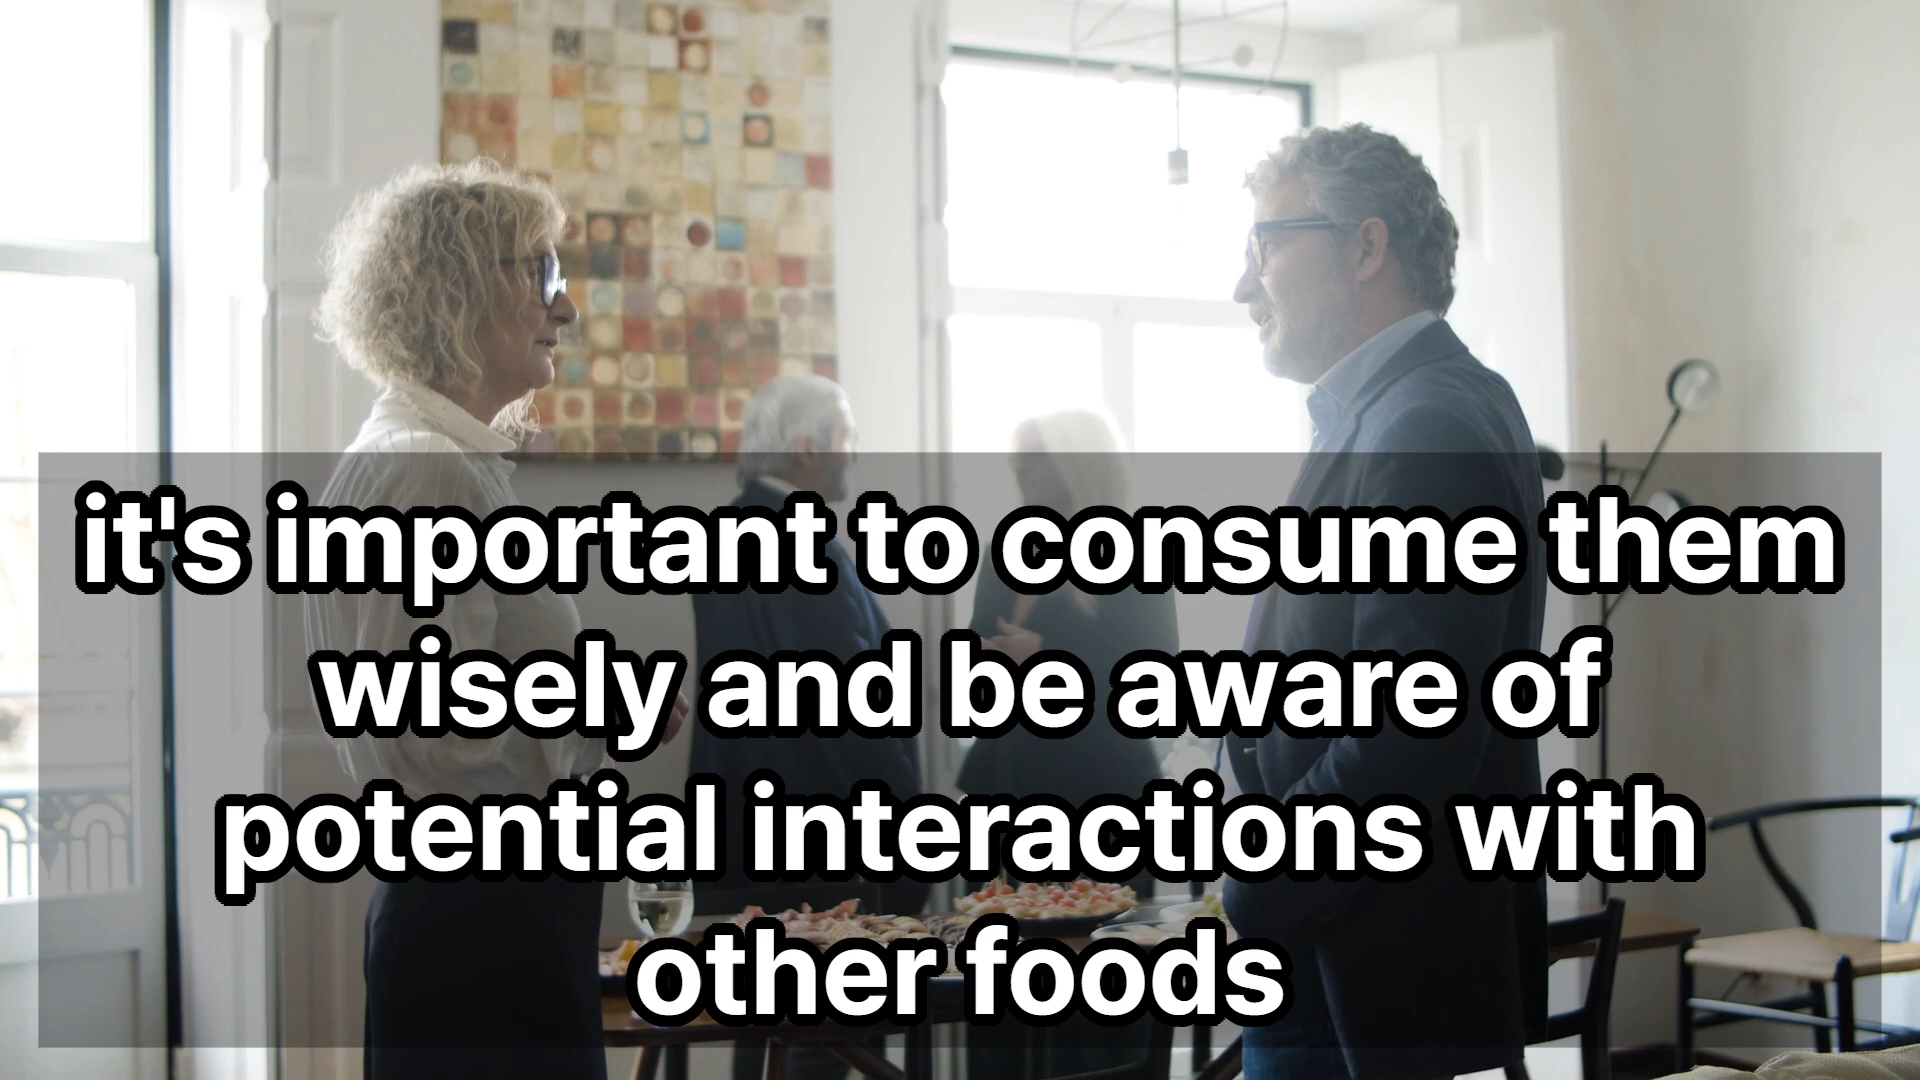 it's important to consume them
wisely and be aware of
potential interactions with
other foods